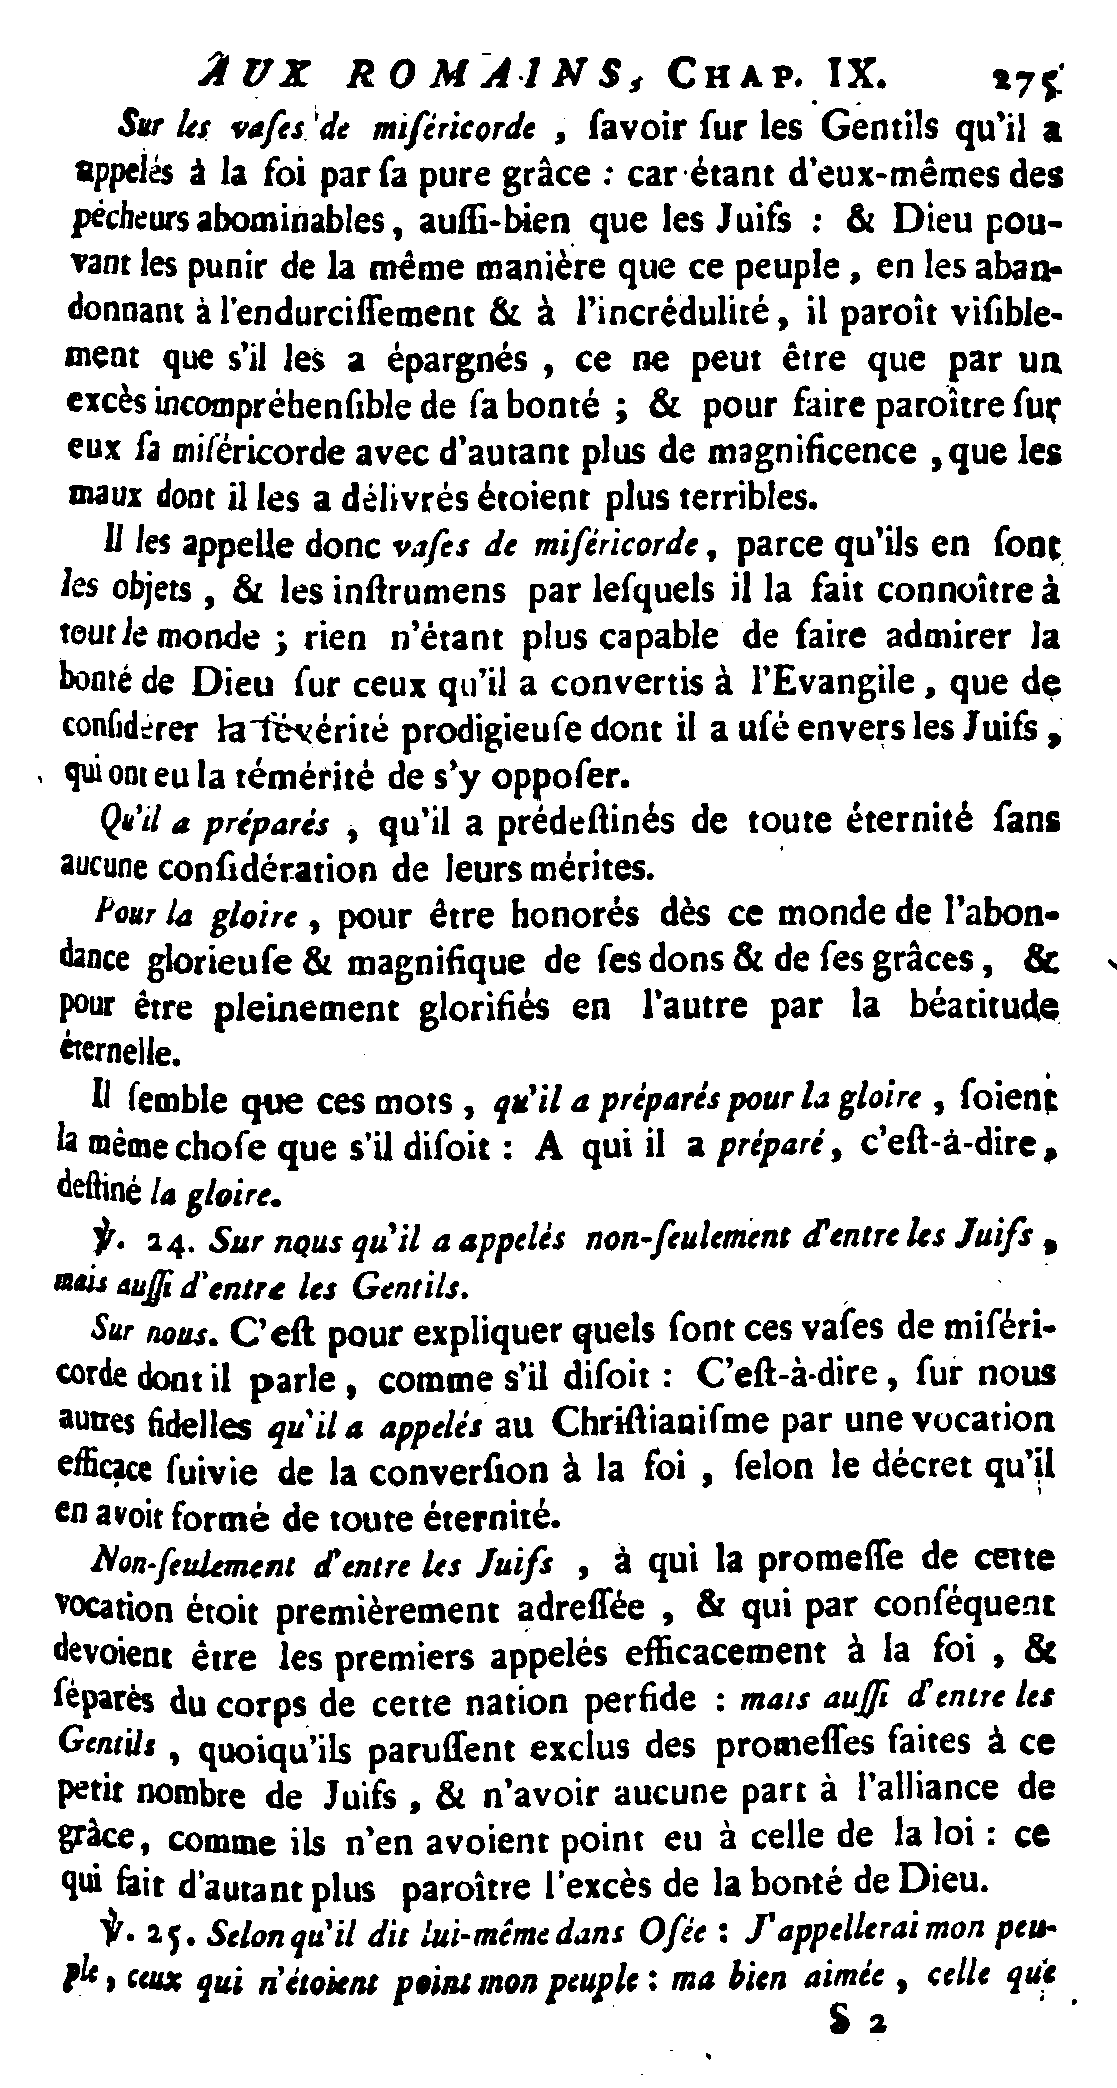 AUX ROMAINS, CHAP. IX. 275
Sur les vaſes de miſéricorde, ſavoir ſur les Gentils qu'il a
appelés à la foi par ſa pure grâce : car étant d'eux-mêmes des
pécheurs abominables, auſſi-bien que les Juifs : & Dieu pou-
vant les punir de la même manière que ce peuple, en les aban-
donnant à l'endurciſſement & à l'incrédulité, il paroît viſible-
ment que s'il les a épargnés, ce ne peut être que par un
excès incompréhenſible de ſa bonté ; & pour faire paroître ſur
eux ſa miſéricorde avec d'autant plus de magnificence, que les
maux dont il les a délivrés étoient plus terribles.
Il les appelle donc vaſes de miſéricorde, parce qu'ils en ſont
les objets, & les inſtrumens par leſquels il la fait connoître à
tout le monde ; rien n'étant plus capable de faire admirer la
bonté de Dieu ſur ceux qu'il a convertis à l'Evangile, que de
conſidérer la ſévérité prodigieuſe dont il a uſé envers les Juifs,
qui ont eu la témérité de s'y oppoſer.
Qu'il a préparés, qu'il a prédeſtinés de toute éternité ſans
aucune conſidération de leurs mérites.
Pour la gloire, pour être honorés dès ce monde de l'abon-
dance glorieuſe & magnifique de ſes dons & de ſes grâces, &
pour être pleinement glorifiés en l'autre par la béatitude
éternelle.
Il ſemble que ces mots, qu'il a préparés pour la gloire, ſoient
la même choſe que s'il diſoit : A qui il a préparé, c'eſt-à-dire,
deſtiné la gloire.
℣. 24. Sur nous qu'il a appelés non-ſeulement d'entre les Juifs,
mais auſſi d'entre les Gentils.
Sur nous. C'eſt pour expliquer quels ſont ces vaſes de miſéri-
corde dont il parle, comme s'il diſoit : C'eſt-à-dire, ſur nous
autres fidelles qu'il a appelés au Chriſtianiſme par une vocation
efficace ſuivie de la converſion à la foi, ſelon le décret qu'il
en avoit formé de toute éternité.
Non-ſeulement d'entre les Juifs, à qui la promeſſe de cette
vocation étoit premièrement adreſſée, & qui par conſéquent
devoient être les premiers appelés efficacement à la foi, &
ſéparés du corps de cette nation perfide : mais auſſi d'entre les
Gentils, quoiqu'ils paruſſent exclus des promeſſes faites à ce
petit nombre de Juifs, & n'avoir aucune part à l'alliance de
grâce, comme ils n'en avoient point eu à celle de la loi : ce
qui fait d'autant plus paroître l'excès de la bonté de Dieu.
℣. 25. Selon qu'il dit lui-même dans Oſée : J'appellerai mon peu-
ple, ceux qui n'étoient point mon peuple : ma bien aimée, celle que
S 2